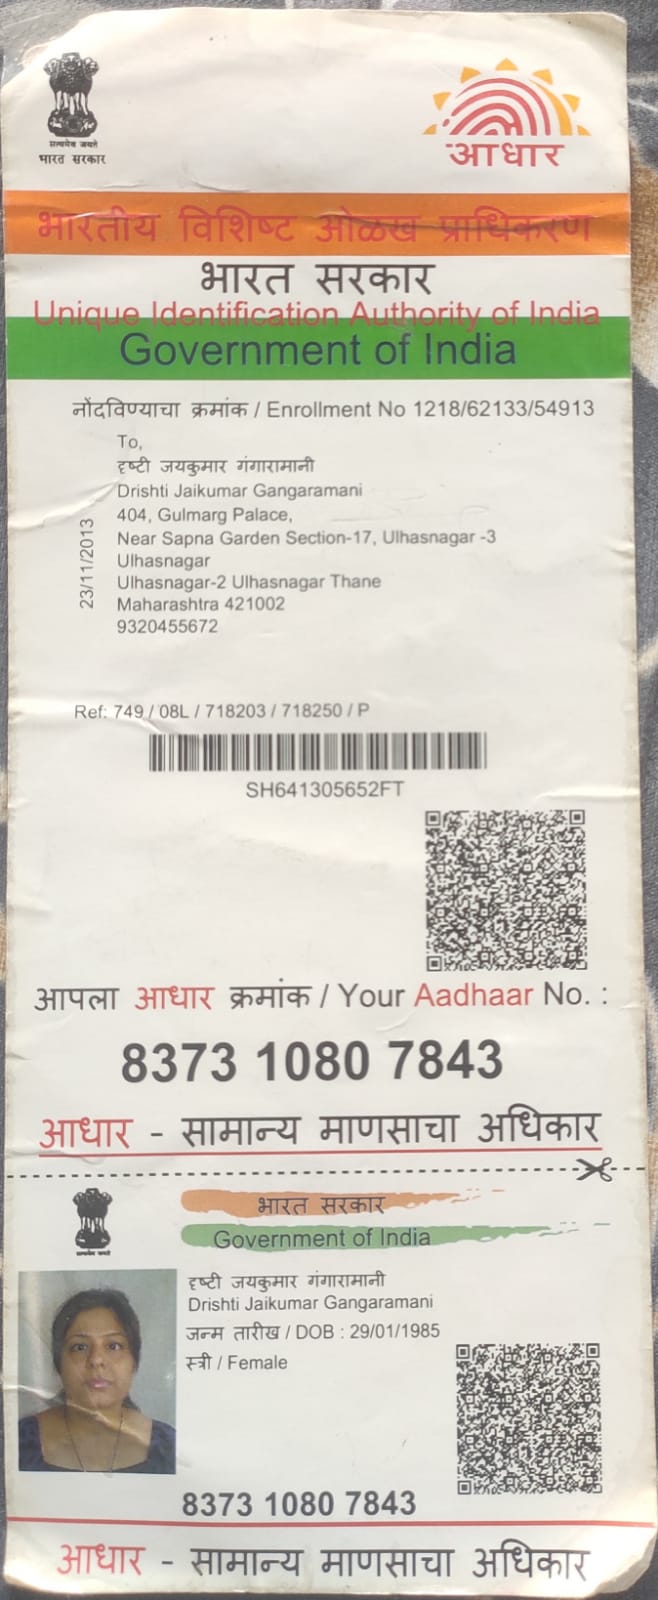 सत्यमेव जयते
भारत सरकार
आधार
भारतीय विशिष्ट ओळख प्राधिकरण
भारत सरकार
Unique Identification Authority of India
Government of India
नोंदविण्याचा क्रमांक / Enrollment No 1218/62133/54913
To,
दृष्टी जयकुमार गंगारामानी
Drishti Jaikumar Gangaramani
404, Gulmarg Palace,
Near Sapna Garden Section-17, Ulhasnagar -3
Ulhasnagar
Ulhasnagar-2 Ulhasnagar Thane
Maharashtra 421002
9320455672
23/11/2013
Ref: 749 / 08L / 718203 / 718250 / P
SH641305652FT
आपला आधार क्रमांक / Your Aadhaar No. :
8373 1080 7843
आधार - सामान्य माणसाचा अधिकार
भारत सरकार
Government of India
दृष्टी जयकुमार गंगारामानी
Drishti Jaikumar Gangaramani
जन्म तारीख / DOB : 29/01/1985
स्त्री / Female
8373 1080 7843
आधार - सामान्य माणसाचा अधिकार